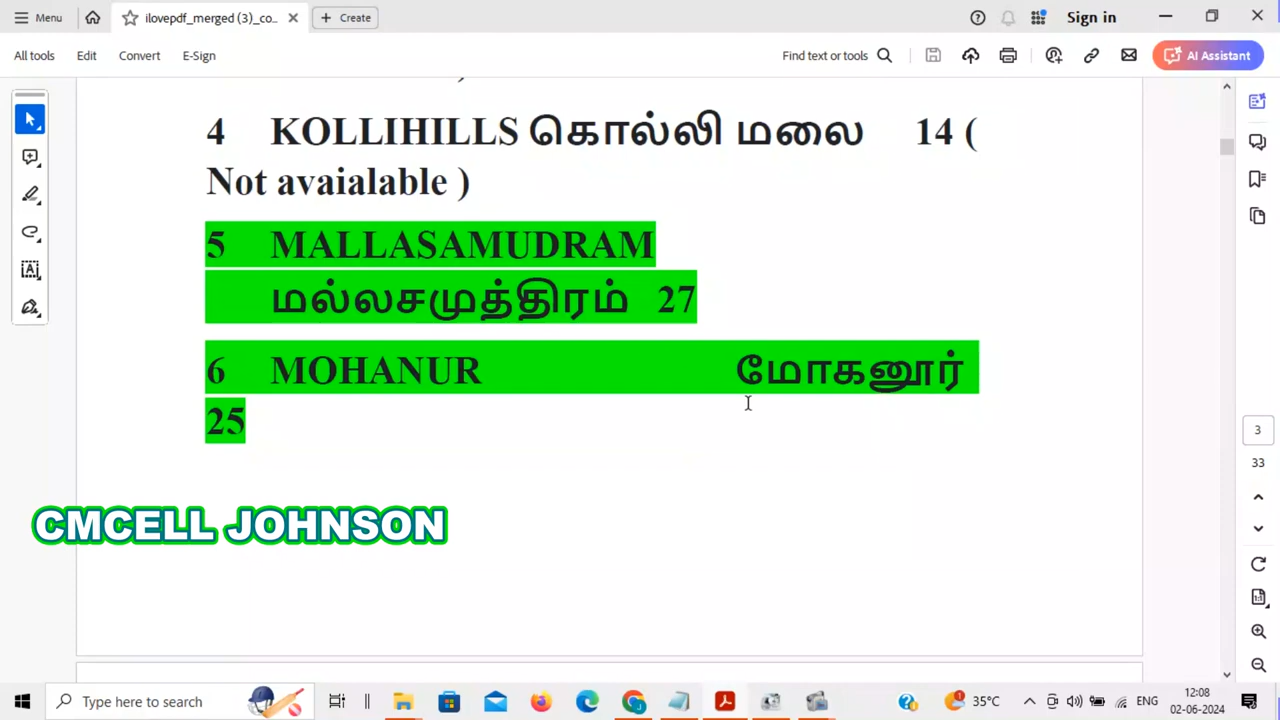 Menu
ilovepdf_merged (3)_co...
Create
Sign in
All tools
Edit
Convert
E-Sign
Find text or tools
AI Assistant
4 KOLLIHILLS கொல்லி மலை 14 (
Not avaialable )
5 MALLASAMUDRAM
மல்லசமுத்திரம் 27
6 MOHANUR மோகனூர்
25
3
33
CMCELL JOHNSON
Type here to search
35°C
ENG
12:08
02-06-2024